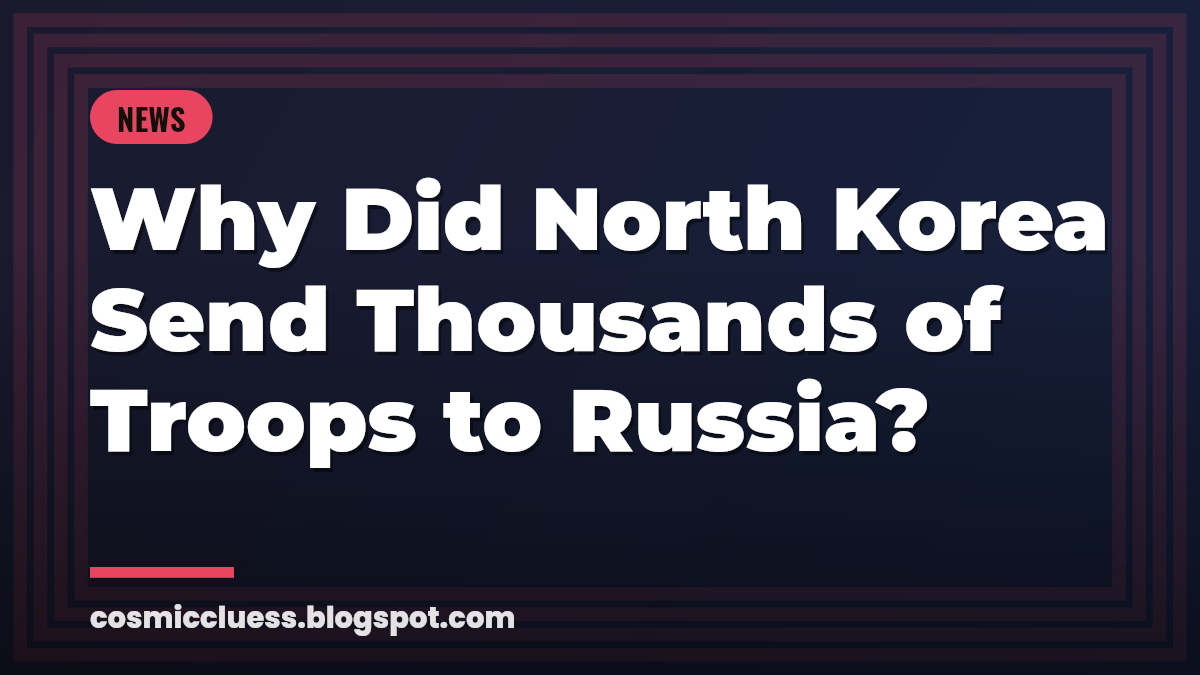 NEWS
Why Did North Korea
Send Thousands of
Troops to Russia?
cosmiccluess.blogspot.com